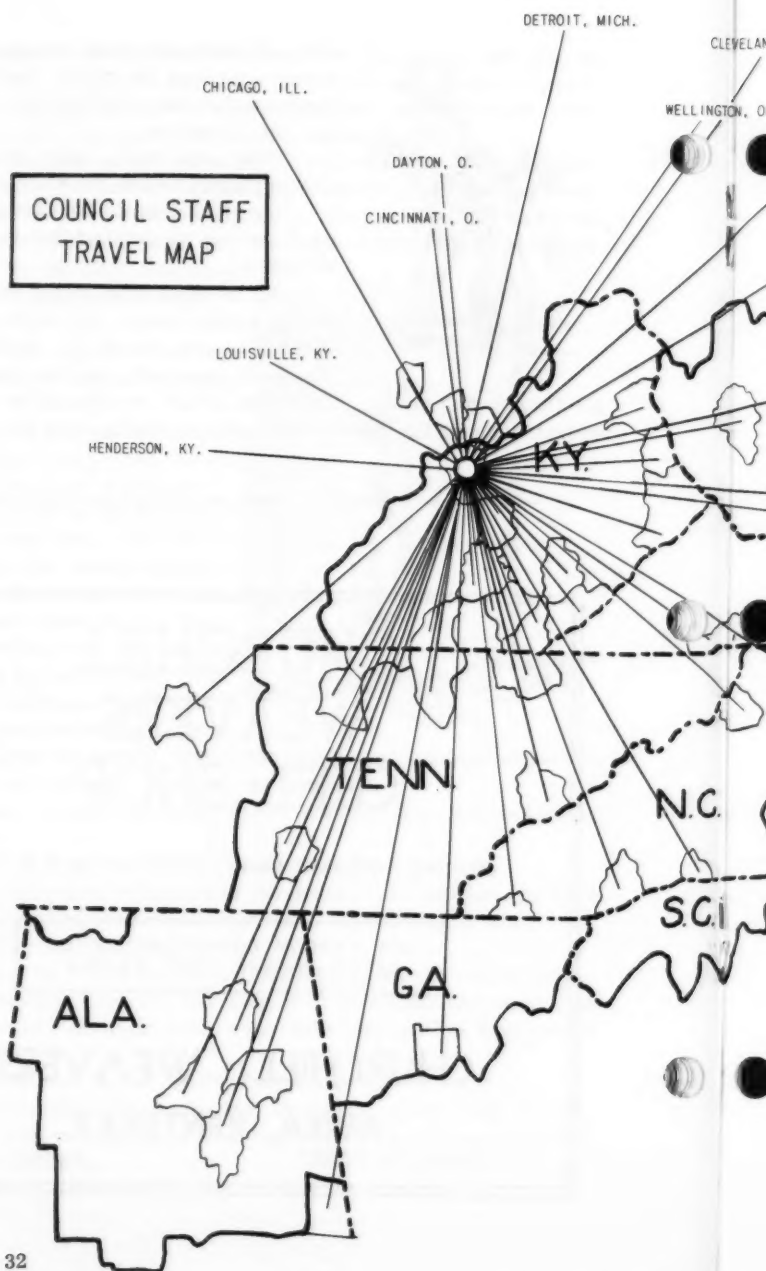 DETROIT, MICH.
CLEVELAN
CHICAGO, ILL.
WELLINGTON, O
DAYTON, O.
COUNCIL STAFF
TRAVEL MAP
CINCINNATI, O.
LOUISVILLE, KY.
HENDERSON, KY.
KY.
TENN.
N.C.
S.C.
GA.
ALA.
32